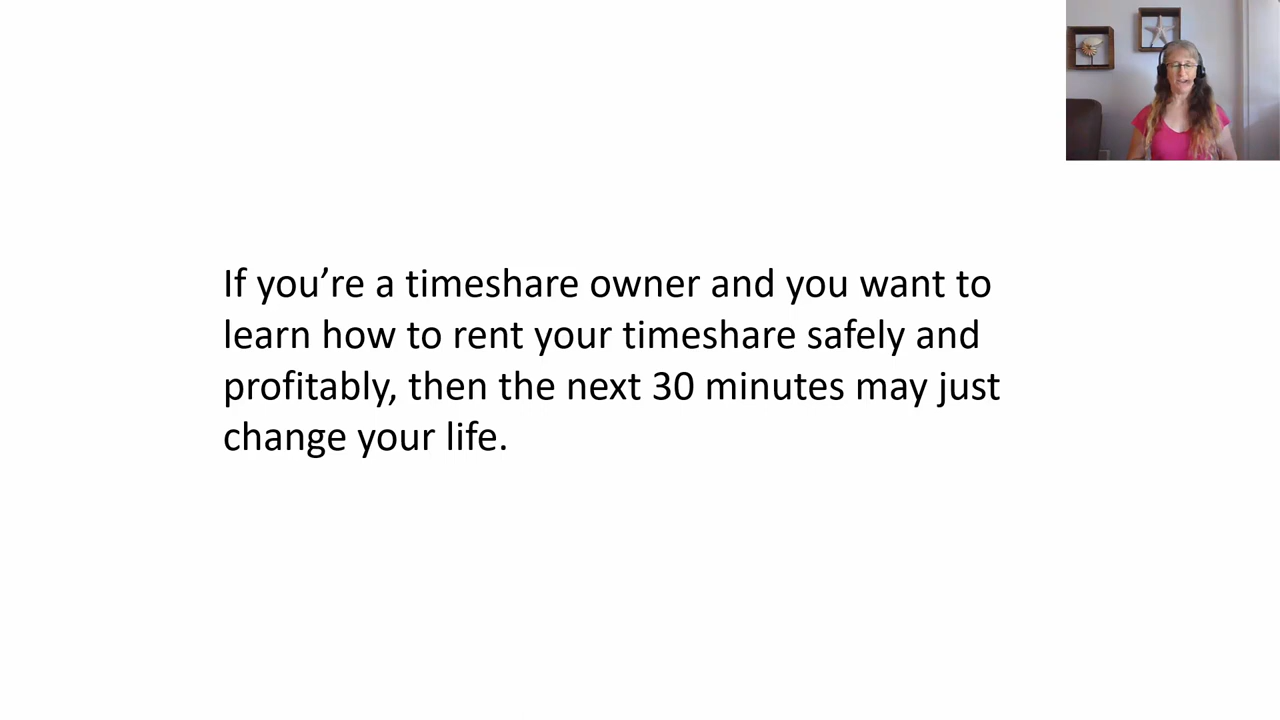 If you’re a timeshare owner and you want to
learn how to rent your timeshare safely and
profitably, then the next 30 minutes may just
change your life.